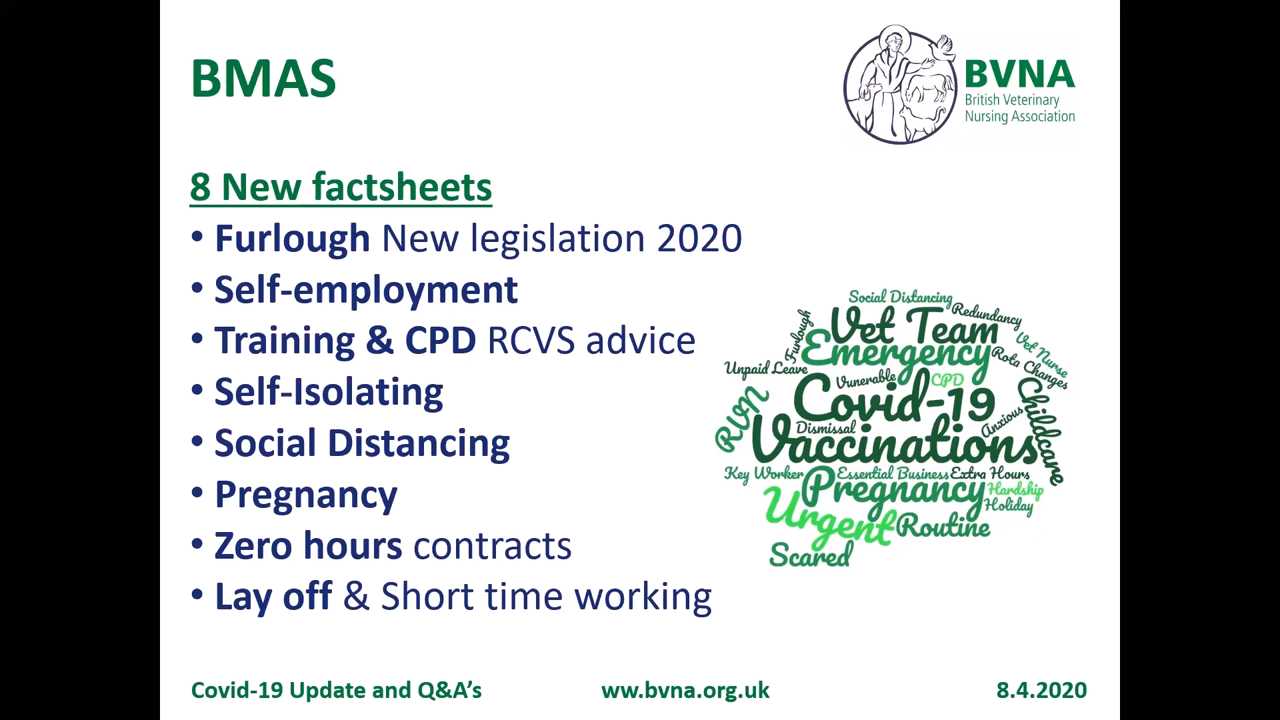 BMAS
BVNA
British Veterinary
Nursing Association
8 New factsheets
• Furlough New legislation 2020
• Self-employment
• Training & CPD RCVS advice
• Self-Isolating
• Social Distancing
• Pregnancy
• Zero hours contracts
• Lay off & Short time working
Social Distancing
Redundancy
Furlough
Vet Team
Vet Nurse
Emergency
Rota Changes
Unpaid Leave
Vunerable
CPD
Covid-19
RVN
Childcare
Anxious
Dismissal
Vaccinations
Key Worker
Essential Business
Extra Hours
Pregnancy
Hardship
Holiday
Urgent
Routine
Scared
Covid-19 Update and Q&A's
ww.bvna.org.uk
8.4.2020